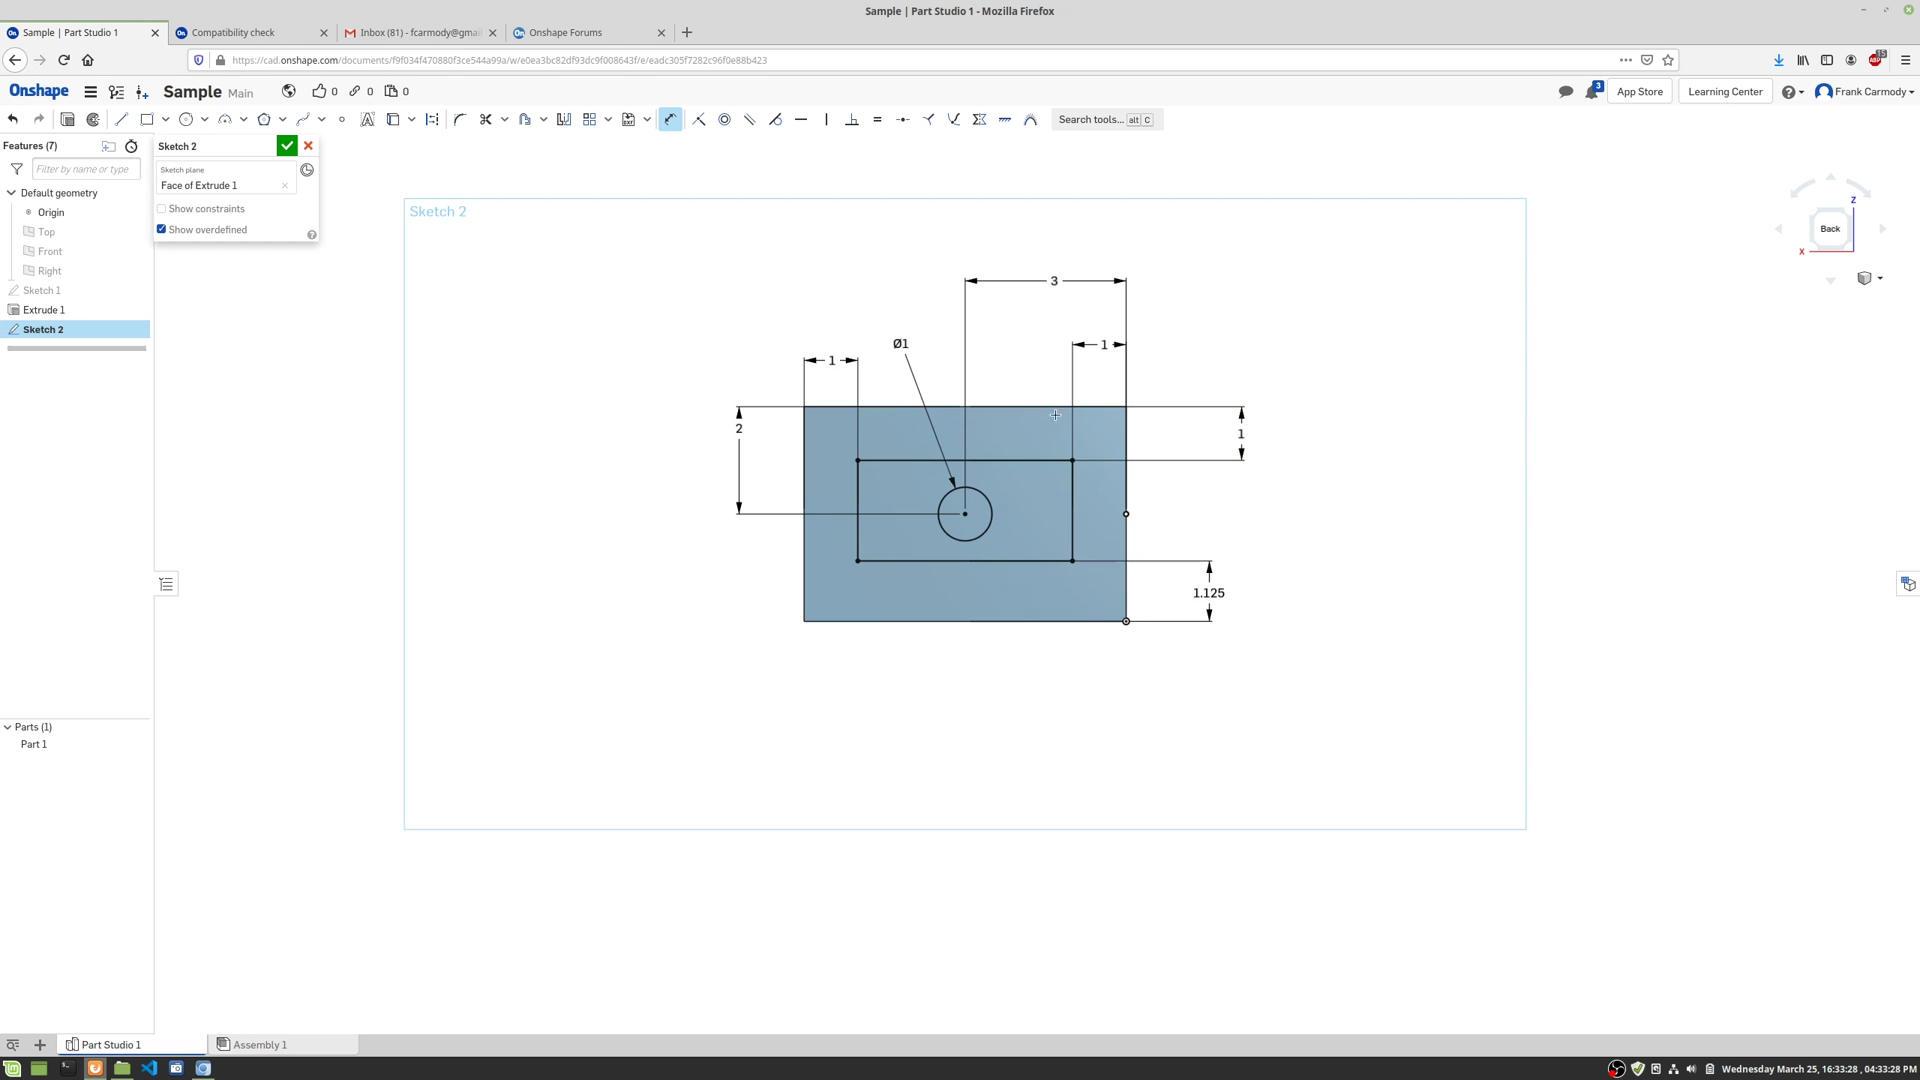 Sample | Part Studio 1 - Mozilla Firefox
Sample | Part Studio 1
Compatibility check
Inbox (81) - fcarmody@gmai
Onshape Forums
https://cad.onshape.com/documents/f9f034f470880f3ce544a99a/w/e0ea3bc82df93dc9f008643f/e/eadc305f7282c96f0e88b423
15
Onshape
Sample Main
0
0
0
3
App Store
Learning Center
Frank Carmody
Search tools... alt C
Features (7)
Filter by name or type
Default geometry
Origin
Top
Front
Right
Sketch 1
Extrude 1
Sketch 2
Sketch 2
Sketch plane
Face of Extrude 1
Show constraints
Show overdefined
Sketch 2
3
Ø1
1
1
2
1
1.125
Z
Back
X
Parts (1)
Part 1
Part Studio 1
Assembly 1
Wednesday March 25, 16:33:28 , 04:33:28 PM